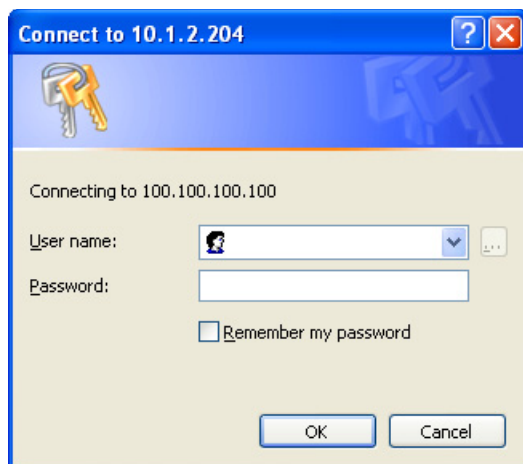 Connect to 10.1.2.204
Connecting to 100.100.100.100
User name:
...
Password:
Remember my password
OK
Cancel